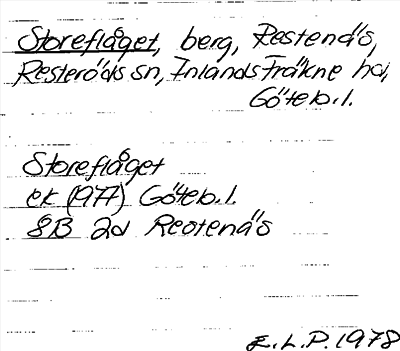 Storeflåget, berg, Restenäs,
Resteröds sn, Inlands Fräkne hd,
Göteb. l.
Storeflåget
ek (1977) Göteb. l.
8B 2d Restenäs
E. L. P. 1978